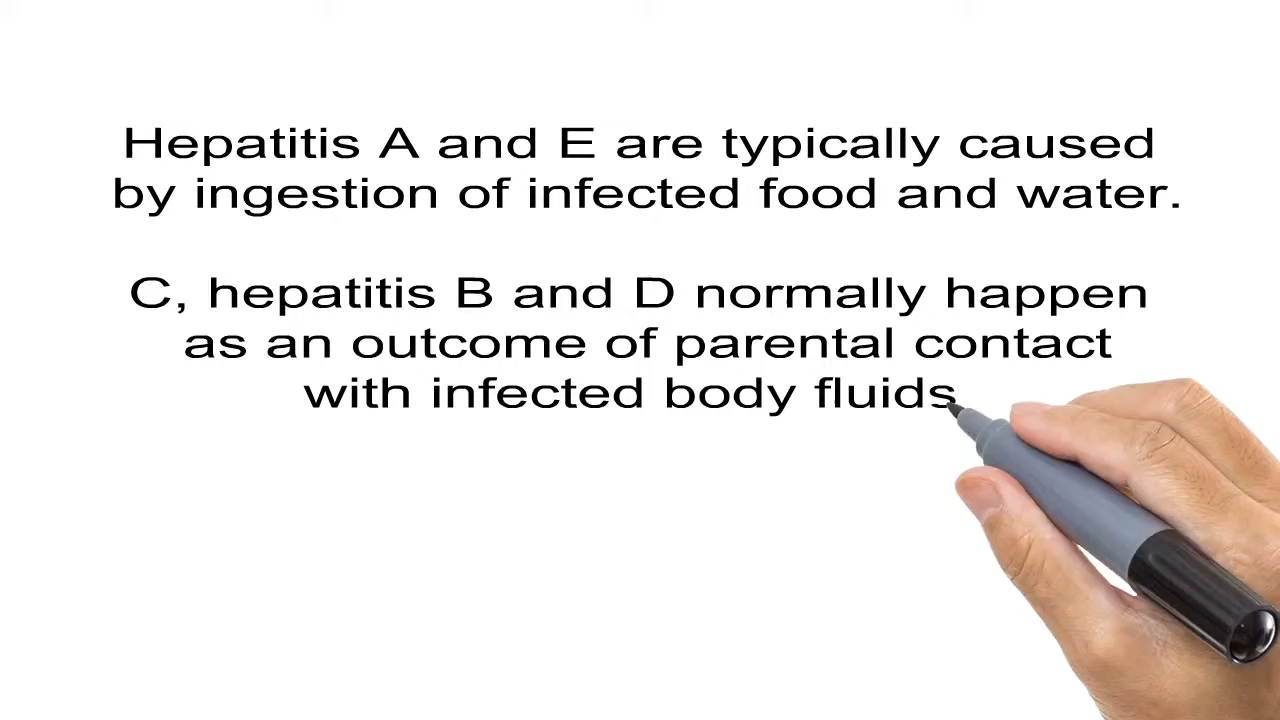 Hepatitis A and E are typically caused
by ingestion of infected food and water.
C, hepatitis B and D normally happen
as an outcome of parental contact
with infected body fluids